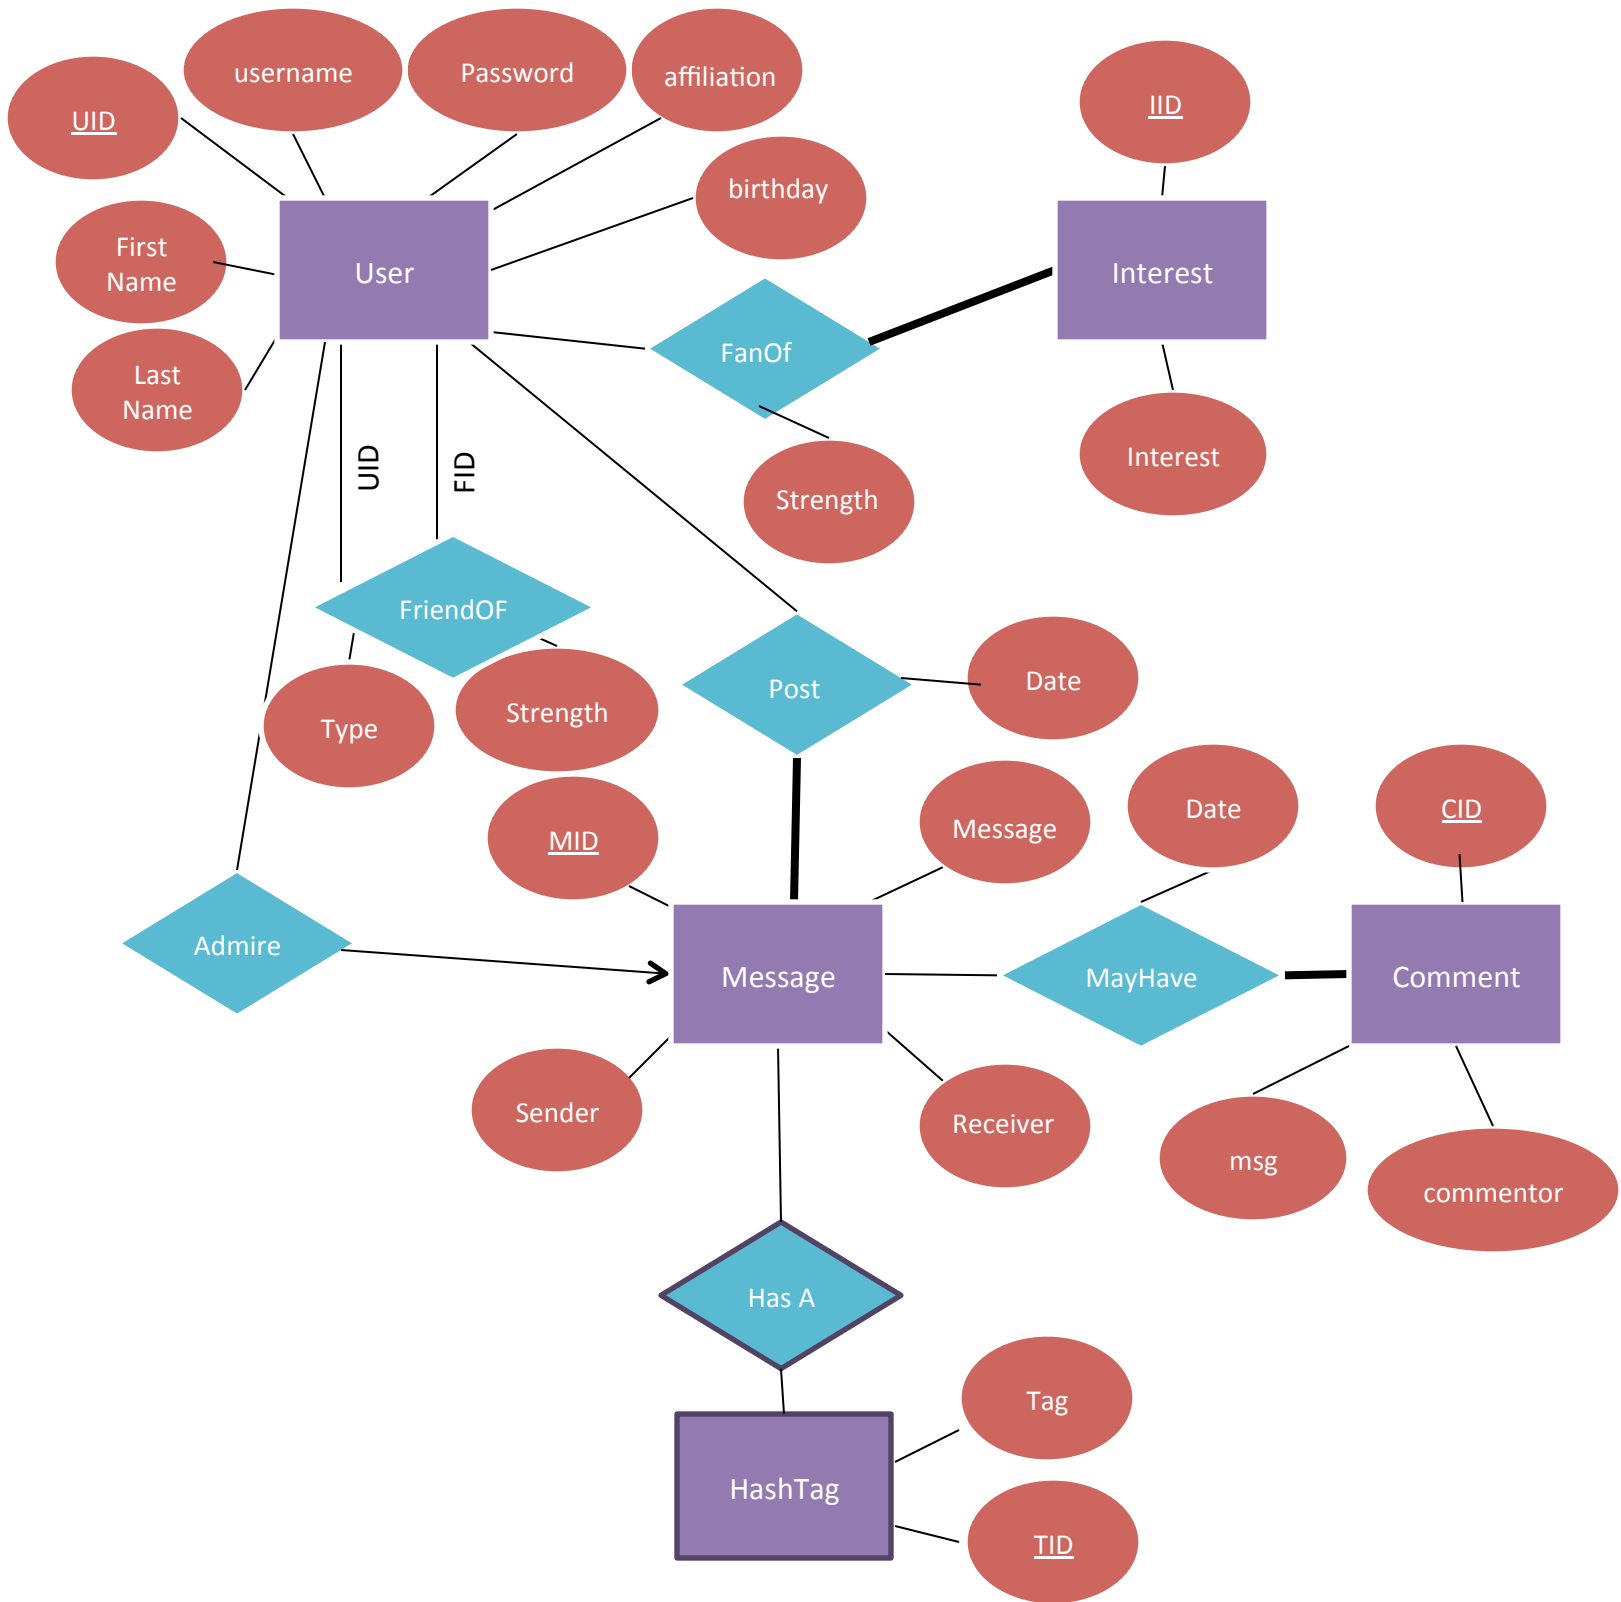 username
Password
affiliation
UID
IID
birthday
First
Name
User
Interest
FanOf
Last
Name
UID
FID
Interest
Strength
FriendOF
Post
Date
Type
Strength
MID
Message
Date
CID
Admire
Message
MayHave
Comment
Sender
Receiver
msg
commentor
Has A
Tag
HashTag
TID